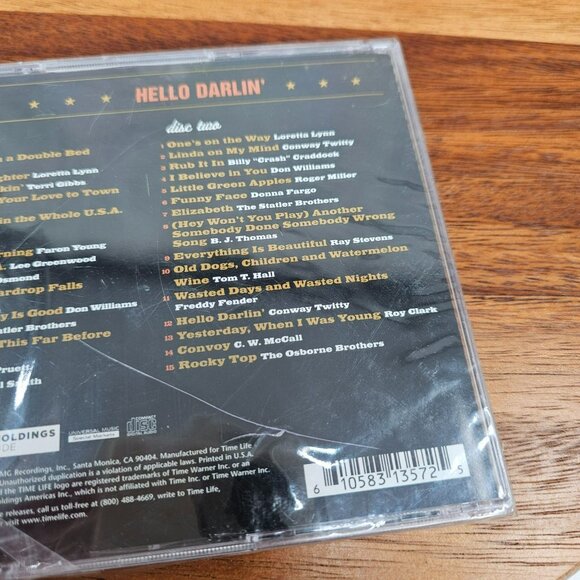 HELLO DARLIN'
n a Double Bed
ghter Loretta Lynn
kin' Terri Gibbs
Your Love to Town
in the Whole U.S.A.
rning Faron Young
A. Lee Greenwood
Osmond
ardrop Falls
y Is Good Don Williams
tatler Brothers
This Far Before
Pruett
l Smith
disc two
1 One's on the Way Loretta Lynn
2 Linda on My Mind Conway Twitty
3 Rub It In Billy "Crash" Craddock
4 I Believe in You Don Williams
5 Little Green Apples Roger Miller
6 Funny Face Donna Fargo
7 Elizabeth The Statler Brothers
8 (Hey Won't You Play) Another
Somebody Done Somebody Wrong
Song B. J. Thomas
9 Everything Is Beautiful Ray Stevens
10 Old Dogs, Children and Watermelon
Wine Tom T. Hall
11 Wasted Days and Wasted Nights
Freddy Fender
12 Hello Darlin' Conway Twitty
13 Yesterday, When I Was Young Roy Clark
14 Convoy C. W. McCall
15 Rocky Top The Osborne Brothers
HOLDINGS
IDE
UNIVERSAL MUSIC
Special Markets
COMPACT
disc
DIGITAL AUDIO
MG Recordings, Inc., Santa Monica, CA 90404. Manufactured for Time Life
Unauthorized duplication is a violation of applicable laws. Printed in U.S.A.
d the TIME LIFE logo are registered trademarks of Time Warner Inc. or an
oldings Americas Inc., which is not affiliated with Time Inc. or Time Warner Inc.
e releases, call us toll-free at (800) 488-4669, write to Time Life,
visit www.timelife.com.
6 10583 13572 5